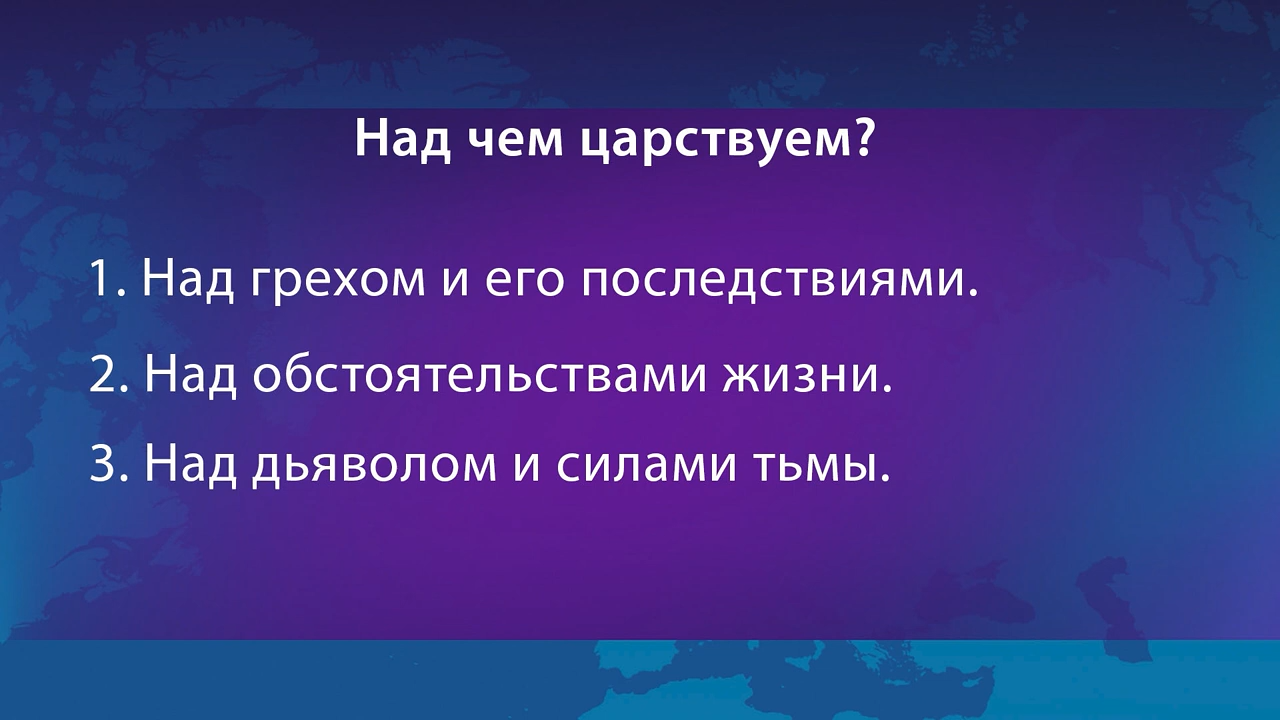 Над чем царствуем?
1. Над грехом и его последствиями.
2. Над обстоятельствами жизни.
3. Над дьяволом и силами тьмы.